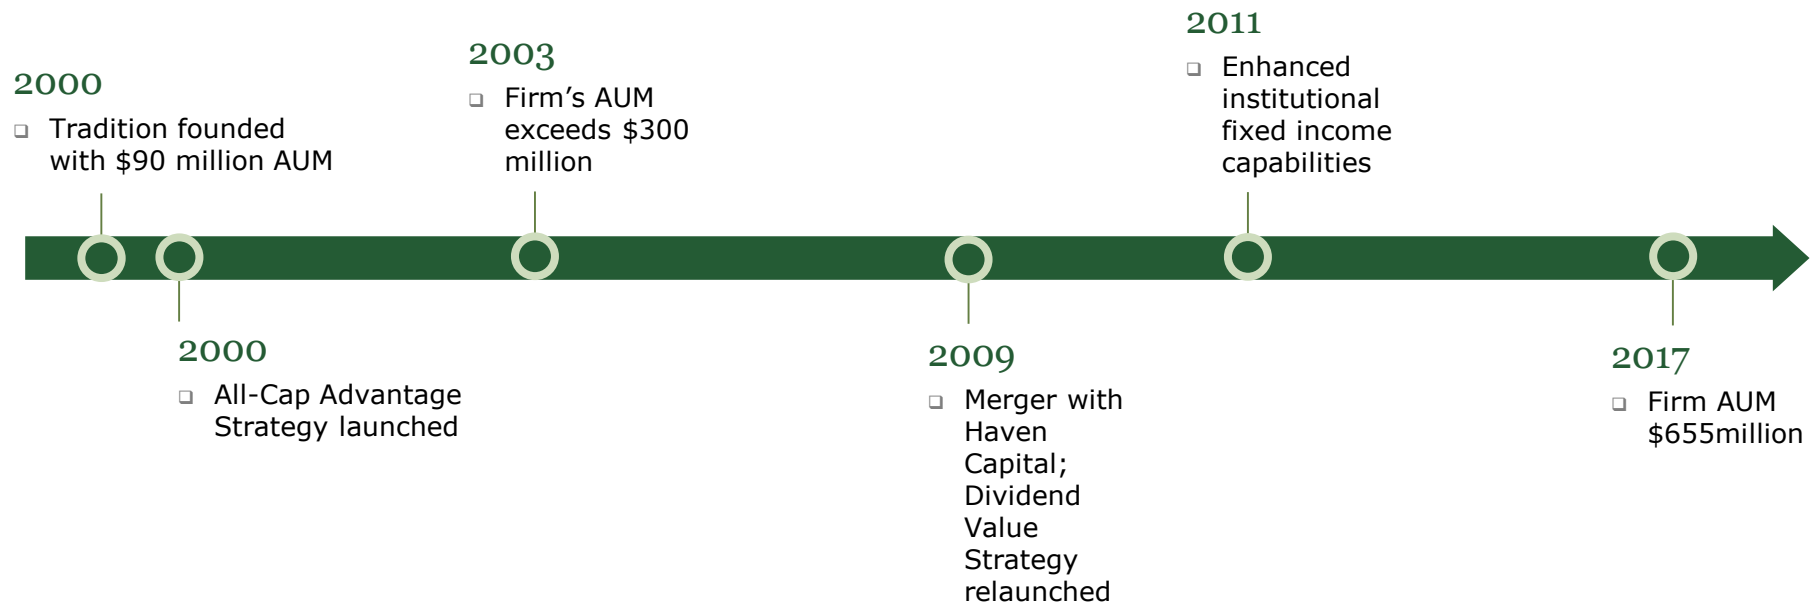 2000
❑ Tradition founded
with $90 million AUM
2003
❑ Firm’s AUM
exceeds $300
million
2011
❑ Enhanced
institutional
fixed income
capabilities
2000
❑ All-Cap Advantage
Strategy launched
2009
❑ Merger with
Haven
Capital;
Dividend
Value
Strategy
relaunched
2017
❑ Firm AUM
$655million